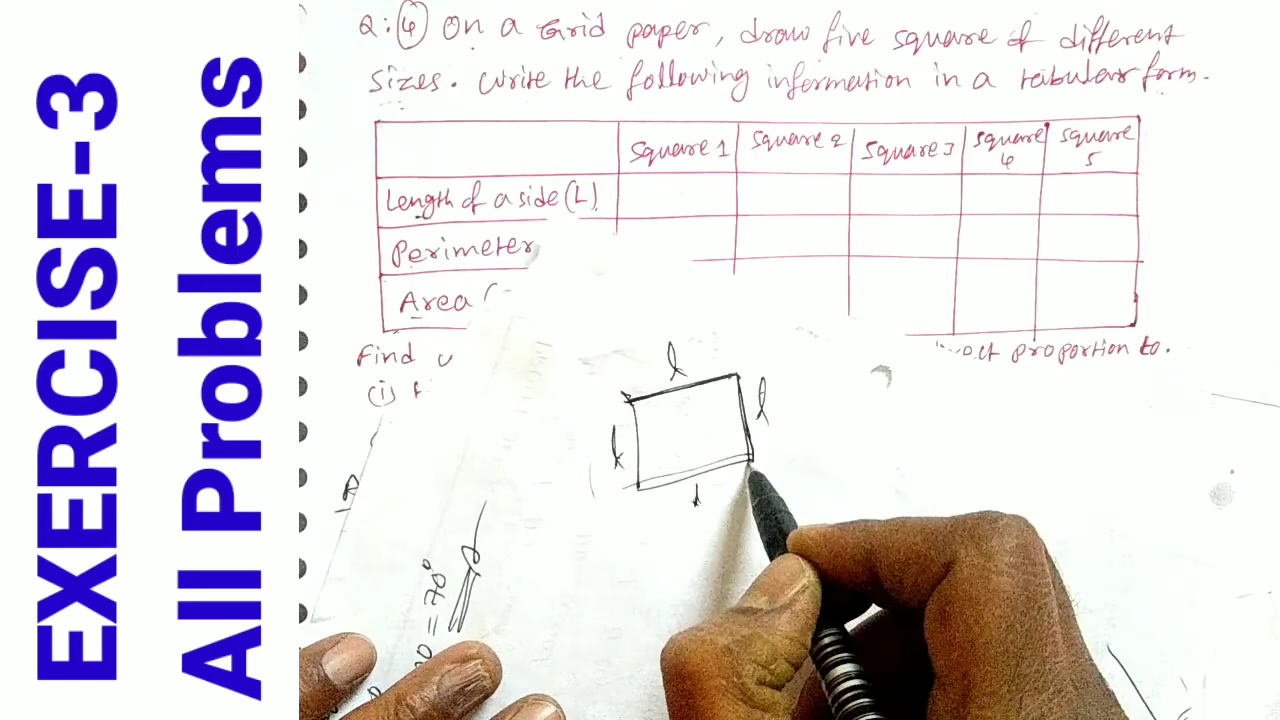 EXERCISE-3
All Problems
Q:④ On a Grid paper, draw five square of different
sizes. Write the following information in a tabular form.
Square 1 Square 2 Square 3 Square 4 Square 5
Length of a side (L)
Perimeter
Area (
Find
proportion to.
(i)
l
l
l
= 70°